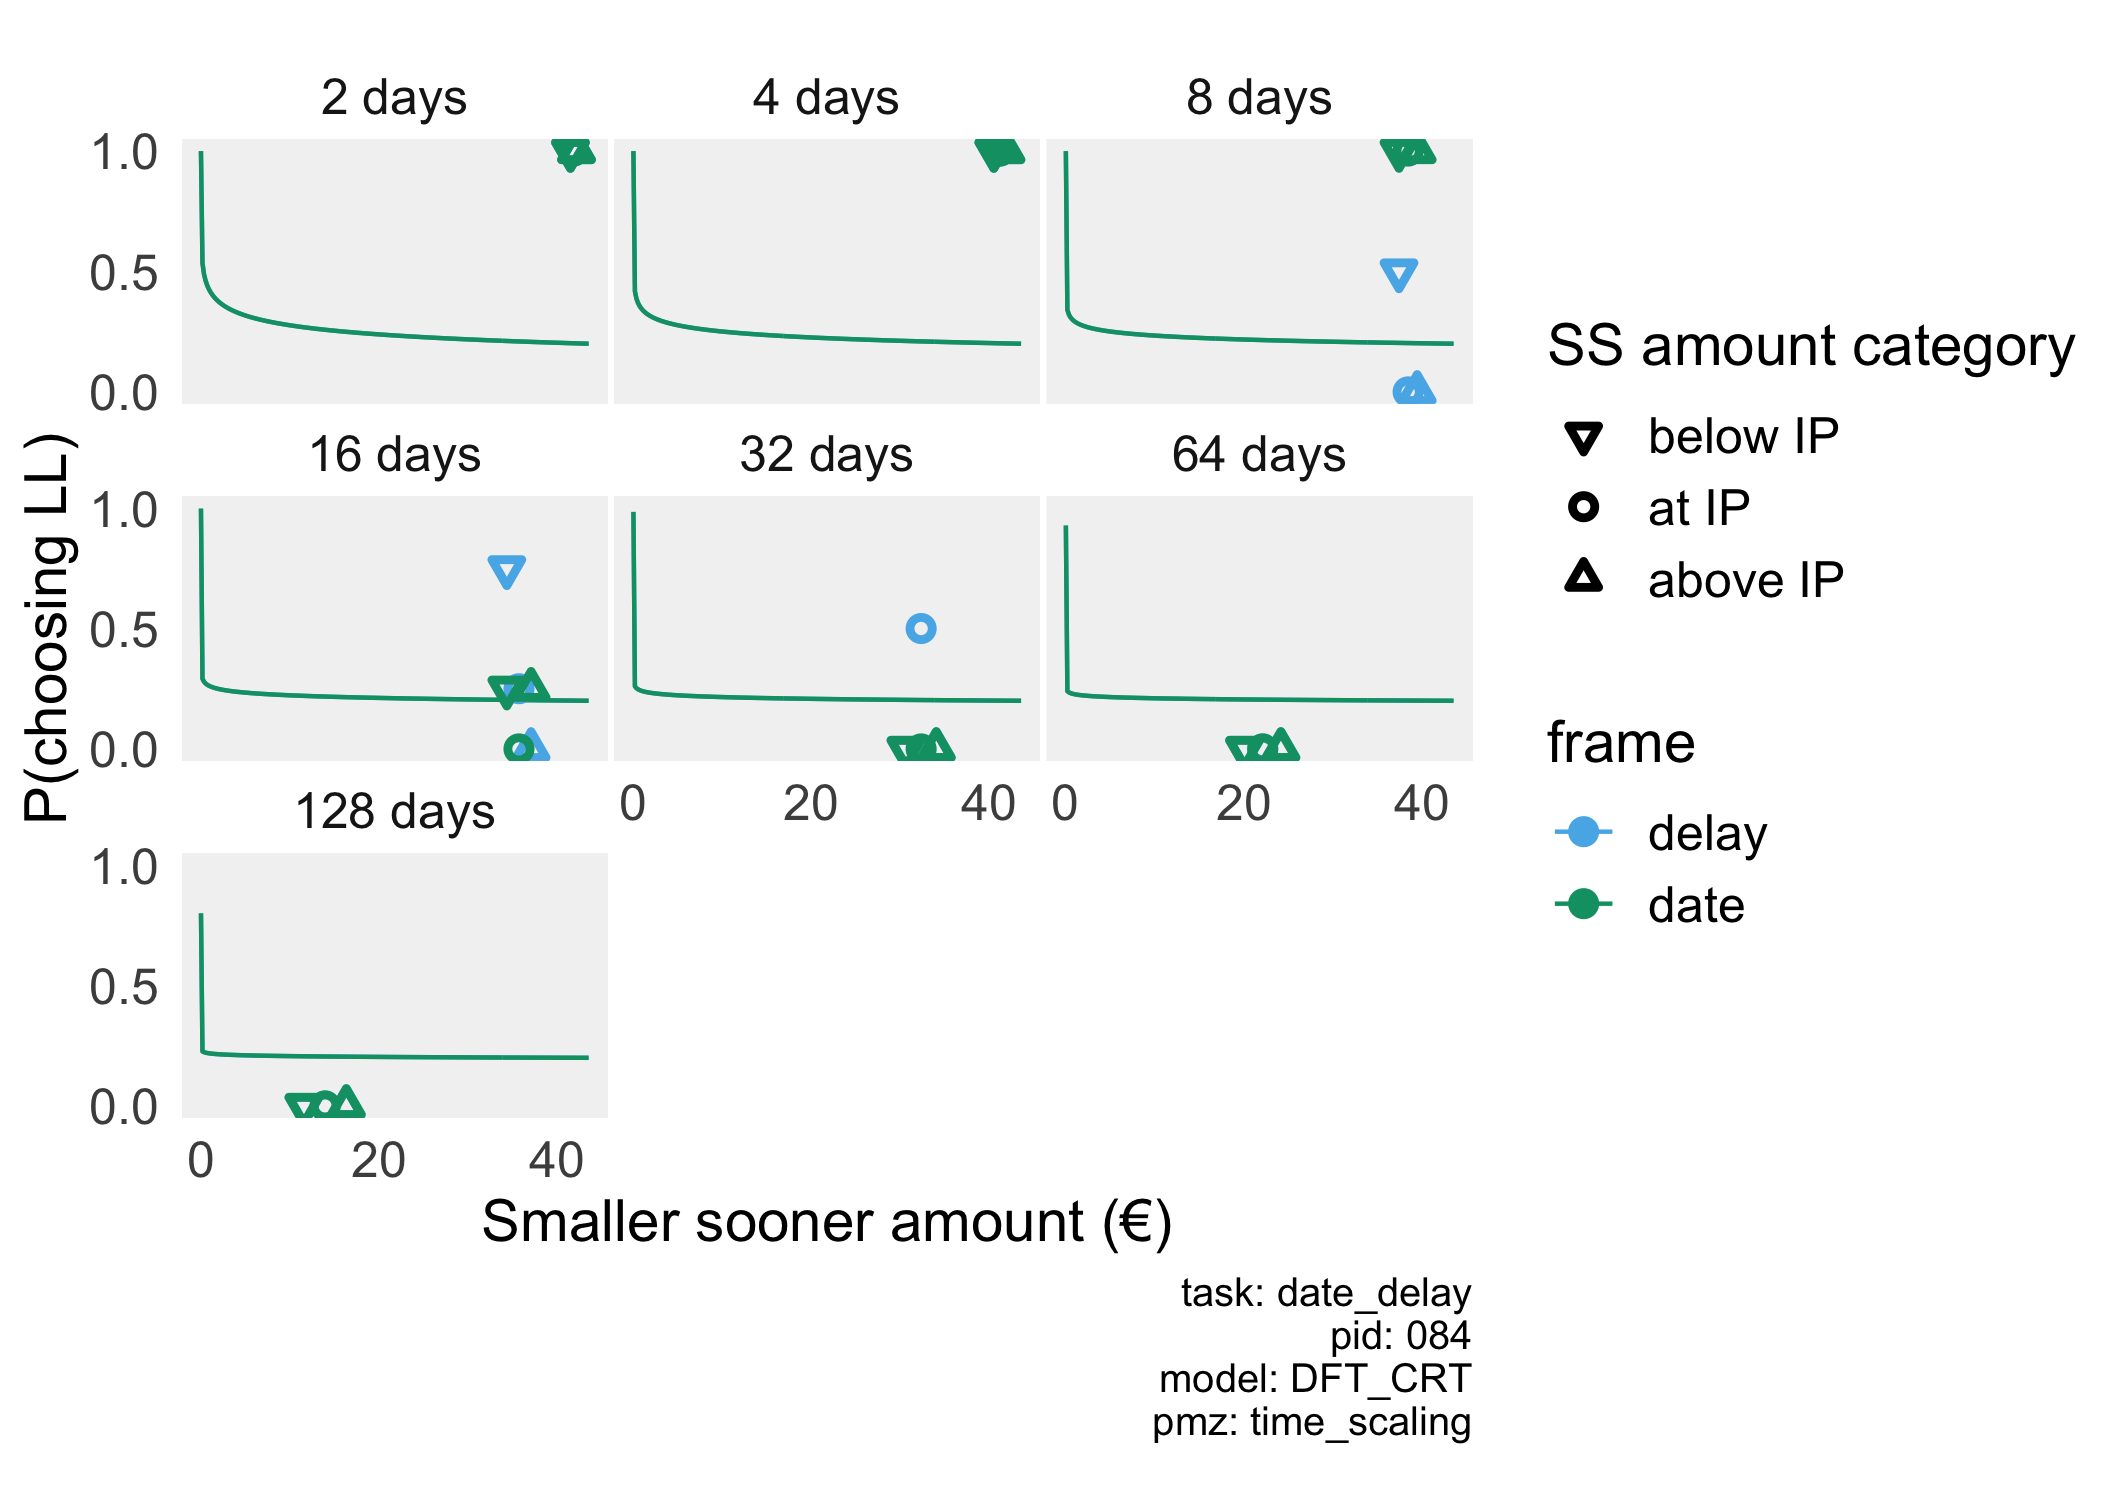 2 days
4 days
8 days
1.0
0.5
0.0
16 days
32 days
64 days
1.0
0.5
0.0
0 20 40
0 20 40
128 days
1.0
0.5
0.0
0 20 40
P(choosing LL)
Smaller sooner amount (€)
SS amount category
below IP
at IP
above IP
frame
delay
date
task: date_delay
pid: 084
model: DFT_CRT
pmz: time_scaling